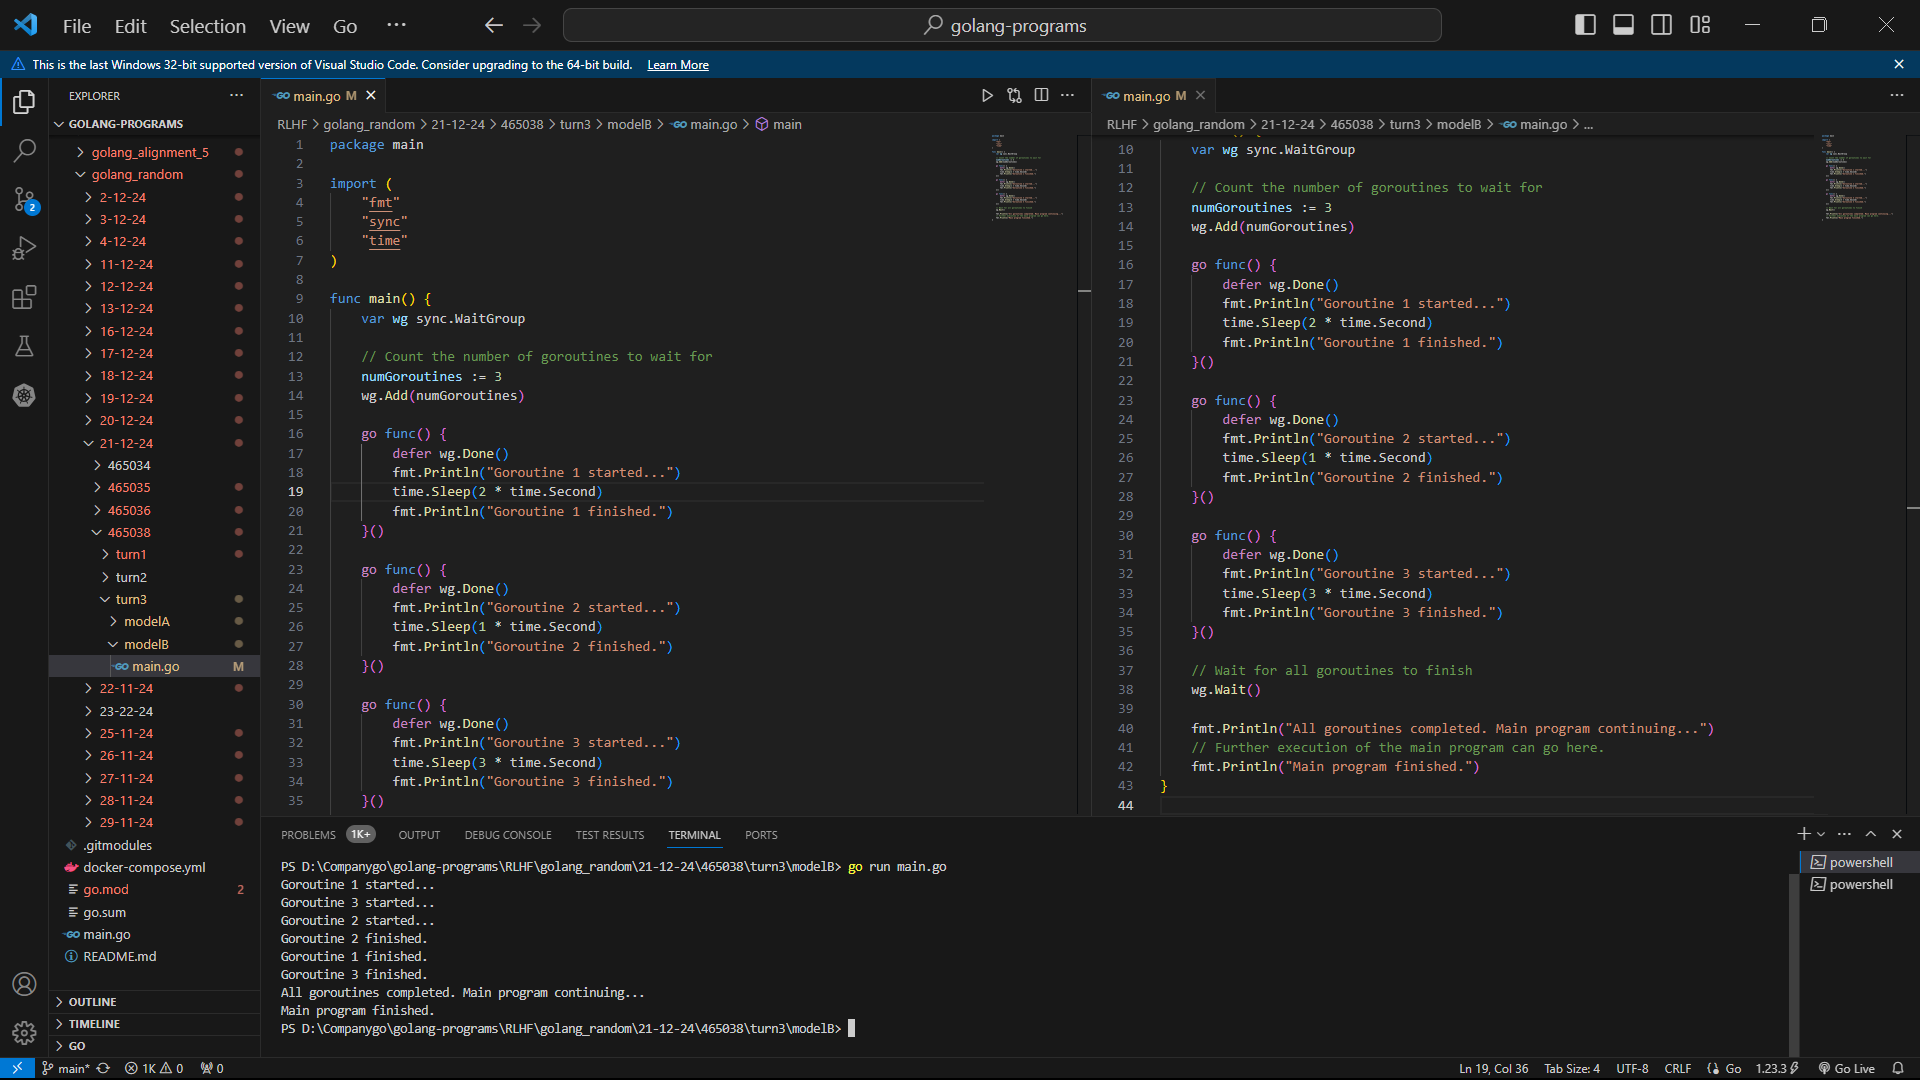 File Edit Selection View Go ··· golang-programs
This is the last Windows 32-bit supported version of Visual Studio Code. Consider upgrading to the 64-bit build. Learn More
EXPLORER
GOLANG-PROGRAMS
golang_alignment_5
golang_random
2-12-24
3-12-24
4-12-24
11-12-24
12-12-24
13-12-24
16-12-24
17-12-24
18-12-24
19-12-24
20-12-24
21-12-24
465034
465035
465036
465038
turn1
turn2
turn3
modelA
modelB
main.go M
22-11-24
23-22-24
25-11-24
26-11-24
27-11-24
28-11-24
29-11-24
.gitmodules
docker-compose.yml
go.mod 2
go.sum
main.go
README.md
OUTLINE
TIMELINE
GO
2
main.go M
RLHF > golang_random > 21-12-24 > 465038 > turn3 > modelB > main.go > main
1 package main
2
3 import (
4 "fmt"
5 "sync"
6 "time"
7 )
8
9 func main() {
10 var wg sync.WaitGroup
11
12 // Count the number of goroutines to wait for
13 numGoroutines := 3
14 wg.Add(numGoroutines)
15
16 go func() {
17 defer wg.Done()
18 fmt.Println("Goroutine 1 started...")
19 time.Sleep(2 * time.Second)
20 fmt.Println("Goroutine 1 finished.")
21 }()
22
23 go func() {
24 defer wg.Done()
25 fmt.Println("Goroutine 2 started...")
26 time.Sleep(1 * time.Second)
27 fmt.Println("Goroutine 2 finished.")
28 }()
29
30 go func() {
31 defer wg.Done()
32 fmt.Println("Goroutine 3 started...")
33 time.Sleep(3 * time.Second)
34 fmt.Println("Goroutine 3 finished.")
35 }()
main.go M
RLHF > golang_random > 21-12-24 > 465038 > turn3 > modelB > main.go > ...
10 var wg sync.WaitGroup
11
12 // Count the number of goroutines to wait for
13 numGoroutines := 3
14 wg.Add(numGoroutines)
15
16 go func() {
17 defer wg.Done()
18 fmt.Println("Goroutine 1 started...")
19 time.Sleep(2 * time.Second)
20 fmt.Println("Goroutine 1 finished.")
21 }()
22
23 go func() {
24 defer wg.Done()
25 fmt.Println("Goroutine 2 started...")
26 time.Sleep(1 * time.Second)
27 fmt.Println("Goroutine 2 finished.")
28 }()
29
30 go func() {
31 defer wg.Done()
32 fmt.Println("Goroutine 3 started...")
33 time.Sleep(3 * time.Second)
34 fmt.Println("Goroutine 3 finished.")
35 }()
36
37 // Wait for all goroutines to finish
38 wg.Wait()
39
40 fmt.Println("All goroutines completed. Main program continuing...")
41 // Further execution of the main program can go here.
42 fmt.Println("Main program finished.")
43 }
44
PROBLEMS 1K+ OUTPUT DEBUG CONSOLE TEST RESULTS TERMINAL PORTS
PS D:\Companygo\golang-programs\RLHF\golang_random\21-12-24\465038\turn3\modelB> go run main.go
Goroutine 1 started...
Goroutine 3 started...
Goroutine 2 started...
Goroutine 2 finished.
Goroutine 1 finished.
Goroutine 3 finished.
All goroutines completed. Main program continuing...
Main program finished.
PS D:\Companygo\golang-programs\RLHF\golang_random\21-12-24\465038\turn3\modelB>
powershell
powershell
main* 1K 0 0 Ln 19, Col 36 Tab Size: 4 UTF-8 CRLF Go 1.23.3 Go Live